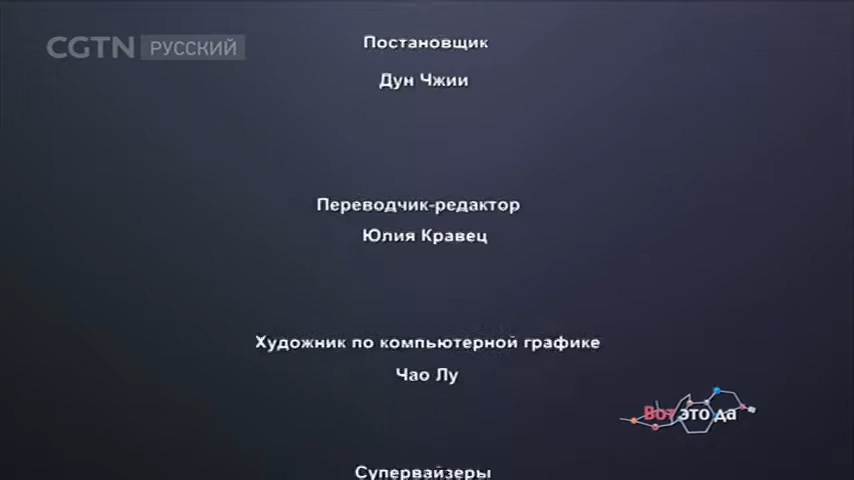 CGTN РУССКИЙ
Постановщик
Дун Чжии
Переводчик-редактор
Юлия Кравец
Художник по компьютерной графике
Чао Лу
Вот это да
Супервайзеры